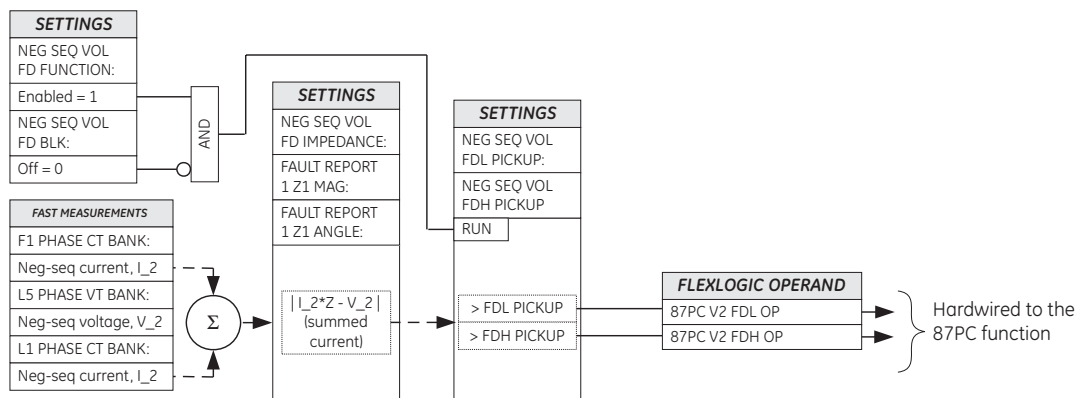 SETTINGS
NEG SEQ VOL
FD FUNCTION:
Enabled = 1
NEG SEQ VOL
FD BLK:
Off = 0
AND
FAST MEASUREMENTS
F1 PHASE CT BANK:
Neg-seq current, I_2
L5 PHASE VT BANK:
Neg-seq voltage, V_2
L1 PHASE CT BANK:
Neg-seq current, I_2
Σ
SETTINGS
NEG SEQ VOL
FD IMPEDANCE:
FAULT REPORT
1 Z1 MAG:
FAULT REPORT
1 Z1 ANGLE:
| I_2*Z - V_2 |
(summed
current)
SETTINGS
NEG SEQ VOL
FDL PICKUP:
NEG SEQ VOL
FDH PICKUP
RUN
> FDL PICKUP
> FDH PICKUP
FLEXLOGIC OPERAND
87PC V2 FDL OP
87PC V2 FDH OP
Hardwired to the
87PC function